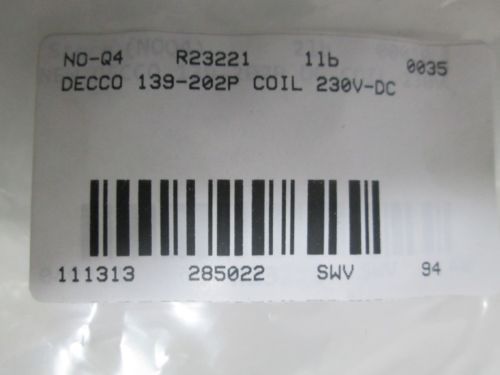 NO-Q4 R23221 1lb 0035
DECCO 139-202P COIL 230V-DC
111313 285022 SWV 94